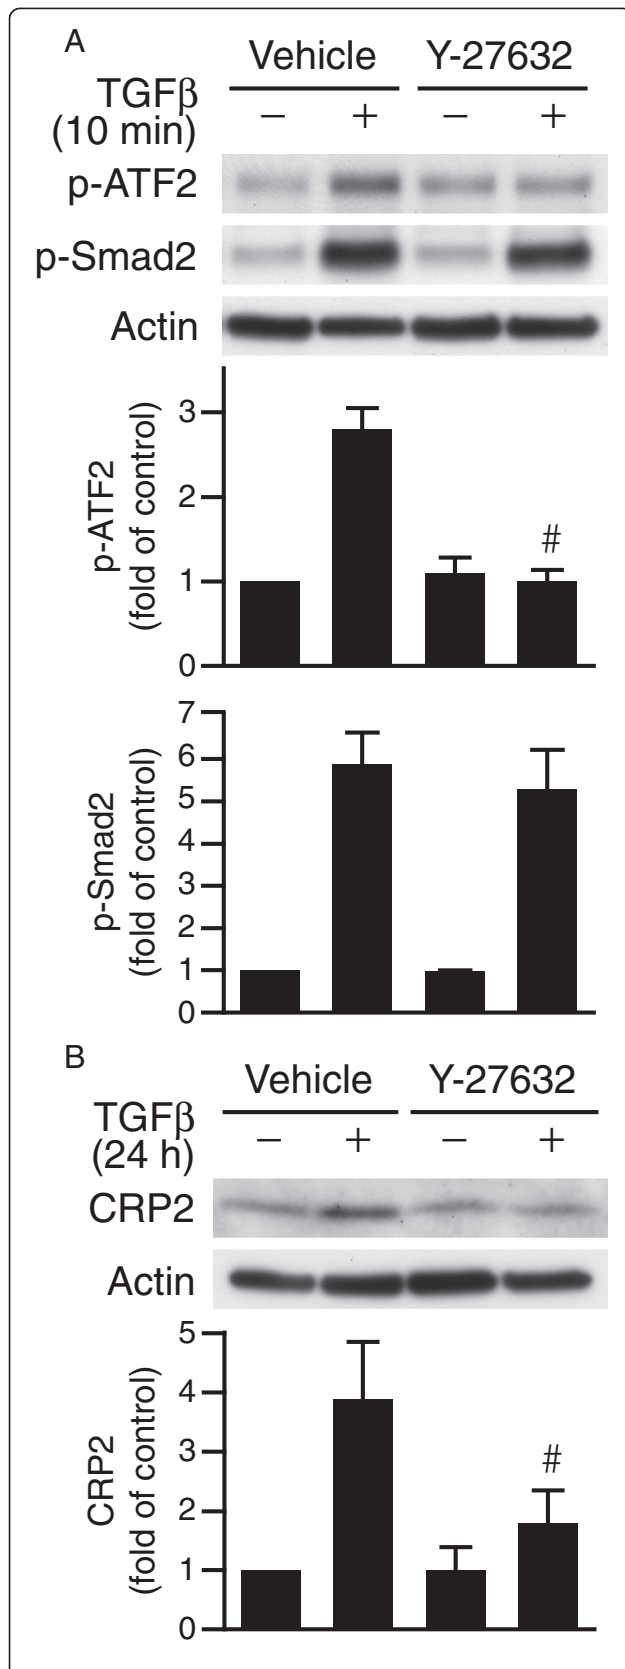 A
Vehicle Y-27632
TGFβ
(10 min)
− + − +
p-ATF2
p-Smad2
Actin
p-ATF2
(fold of control)
3
2
1
0
#
p-Smad2
(fold of control)
7
6
5
4
3
2
1
0
B
Vehicle Y-27632
TGFβ
(24 h)
− + − +
CRP2
Actin
CRP2
(fold of control)
5
4
3
2
1
0
#